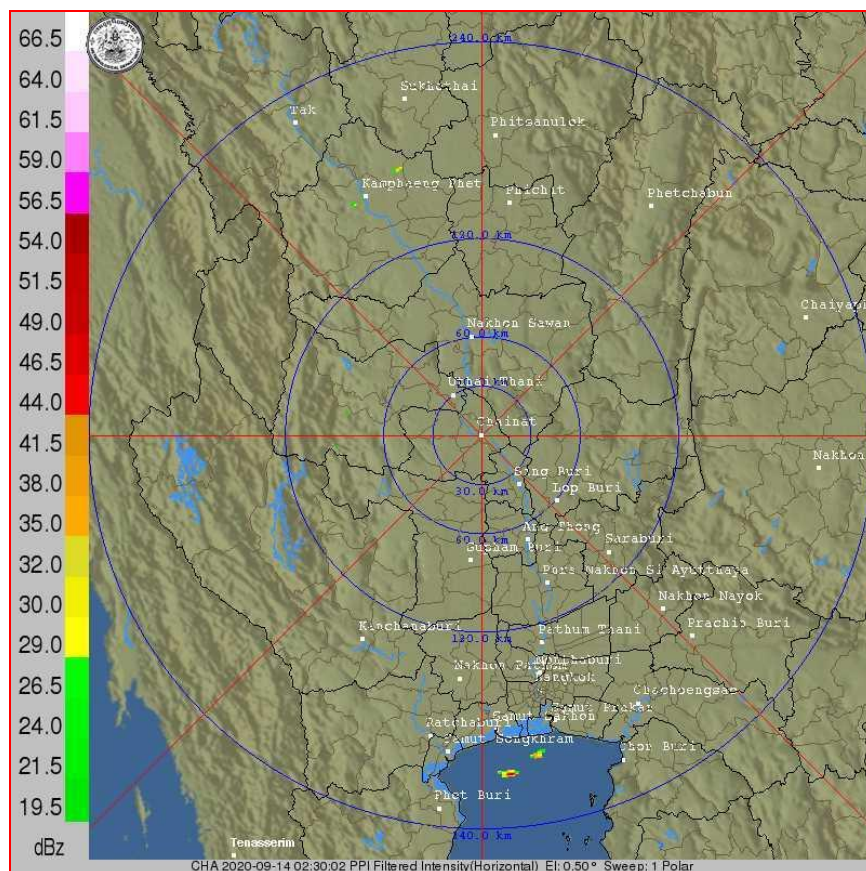 66.5
64.0
61.5
59.0
56.5
54.0
51.5
49.0
46.5
44.0
41.5
38.0
35.0
32.0
30.0
29.0
26.5
24.0
21.5
19.5
dBz
240.0 km
Sukhothai
Tak
Phitsanulok
Kamphaeng Phet
Phichit
Phetchabun
120.0 km
Chaiyaph
Nakhon Sawan
60.0 km
Uthai Thani
Chainat
Nakhon
Sing Buri
30.0 km
Lop Buri
Ang Thong
60.0 km
Suphan Buri
Saraburi
Pora Nakhon Si Ayutthaya
Nakhon Nayok
Prachin Buri
Kanchanaburi
120.0 km
Pathum Thani
Nonthaburi
Nakhon Pathom
Bangkok
Chachoengsao
Samut Prakan
Samut Sakhon
Ratchaburi
Samut Songkhram
Chon Buri
Phet Buri
240.0 km
Tenasserim
CHA 2020-09-14 02:30:02 PPI Filtered Intensity(Horizontal) El: 0.50° Sweep: 1 Polar